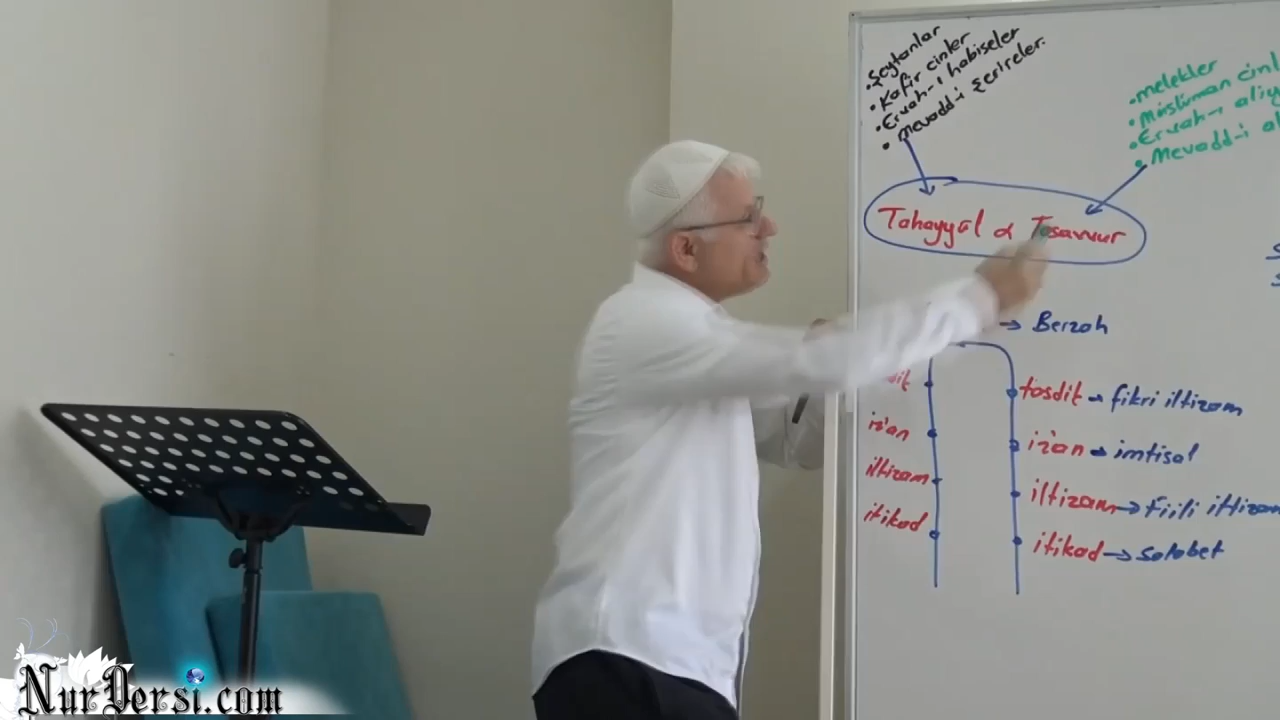 Şeytanlar
• Kafir cinler
• Ervah-ı habiseler
• Mevadd-ı şerireler.
• melekler
• Müslüman cinl
• Ervah-ı aliy
• Mevadd-i al
Tahayyül & Tasavvur
→ Berzah
tasdik → fikri iltizam
iz'an
iz'an → imtisal
iltizam
iltizam → Fiili iltizam
itikad
itikad → salabet
NurDersi.com